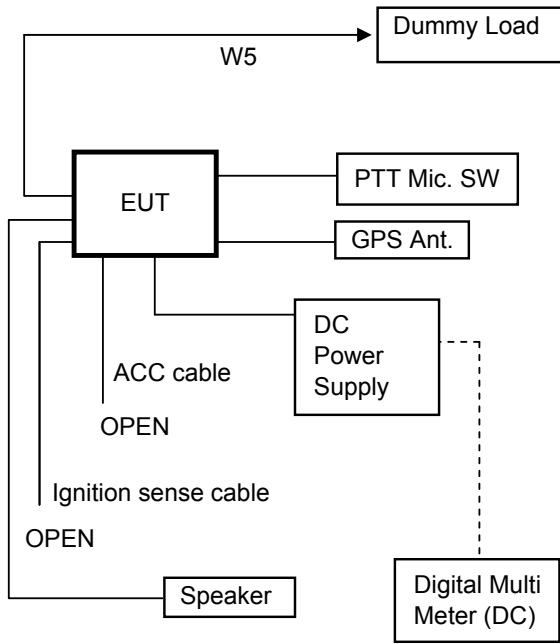 Dummy Load
W5
EUT
PTT Mic. SW
GPS Ant.
DC
Power
Supply
ACC cable
OPEN
Ignition sense cable
OPEN
Speaker
Digital Multi
Meter (DC)